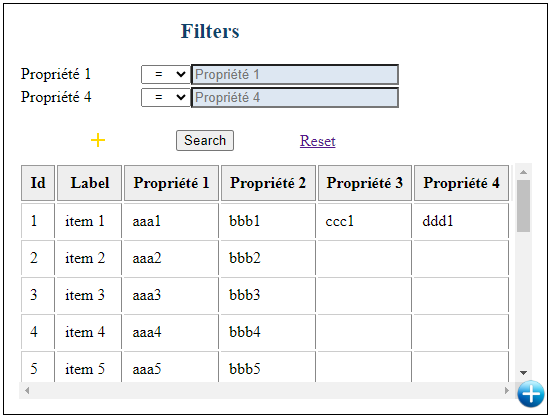 Filters
Propriété 1 = Propriété 1
Propriété 4 = Propriété 4
+ Search Reset
Id Label Propriété 1 Propriété 2 Propriété 3 Propriété 4
1 item 1 aaa1 bbb1 ccc1 ddd1
2 item 2 aaa2 bbb2
3 item 3 aaa3 bbb3
4 item 4 aaa4 bbb4
5 item 5 aaa5 bbb5